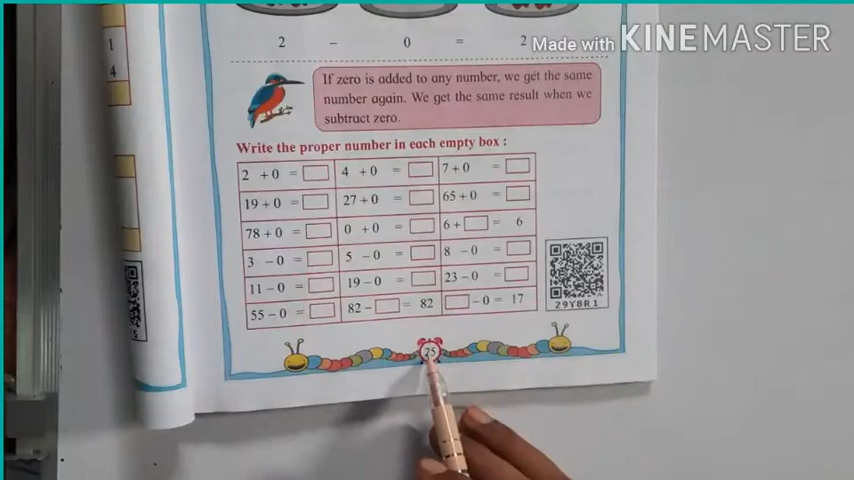 2 – 0 = 2
Made with KINEMASTER
If zero is added to any number, we get the same
number again. We get the same result when we
subtract zero.
Write the proper number in each empty box :
2 +0 = 4 +0 = 7+0 =
19+0 = 27+0 = 65+0 =
78+0 = 0 +0 = 6+ = 6
3 –0 = 5 –0 = 8 –0 =
11–0 = 19–0 = 23–0 =
55–0 = 82– = 82 –0 = 17
29Y8R1
25
1
4